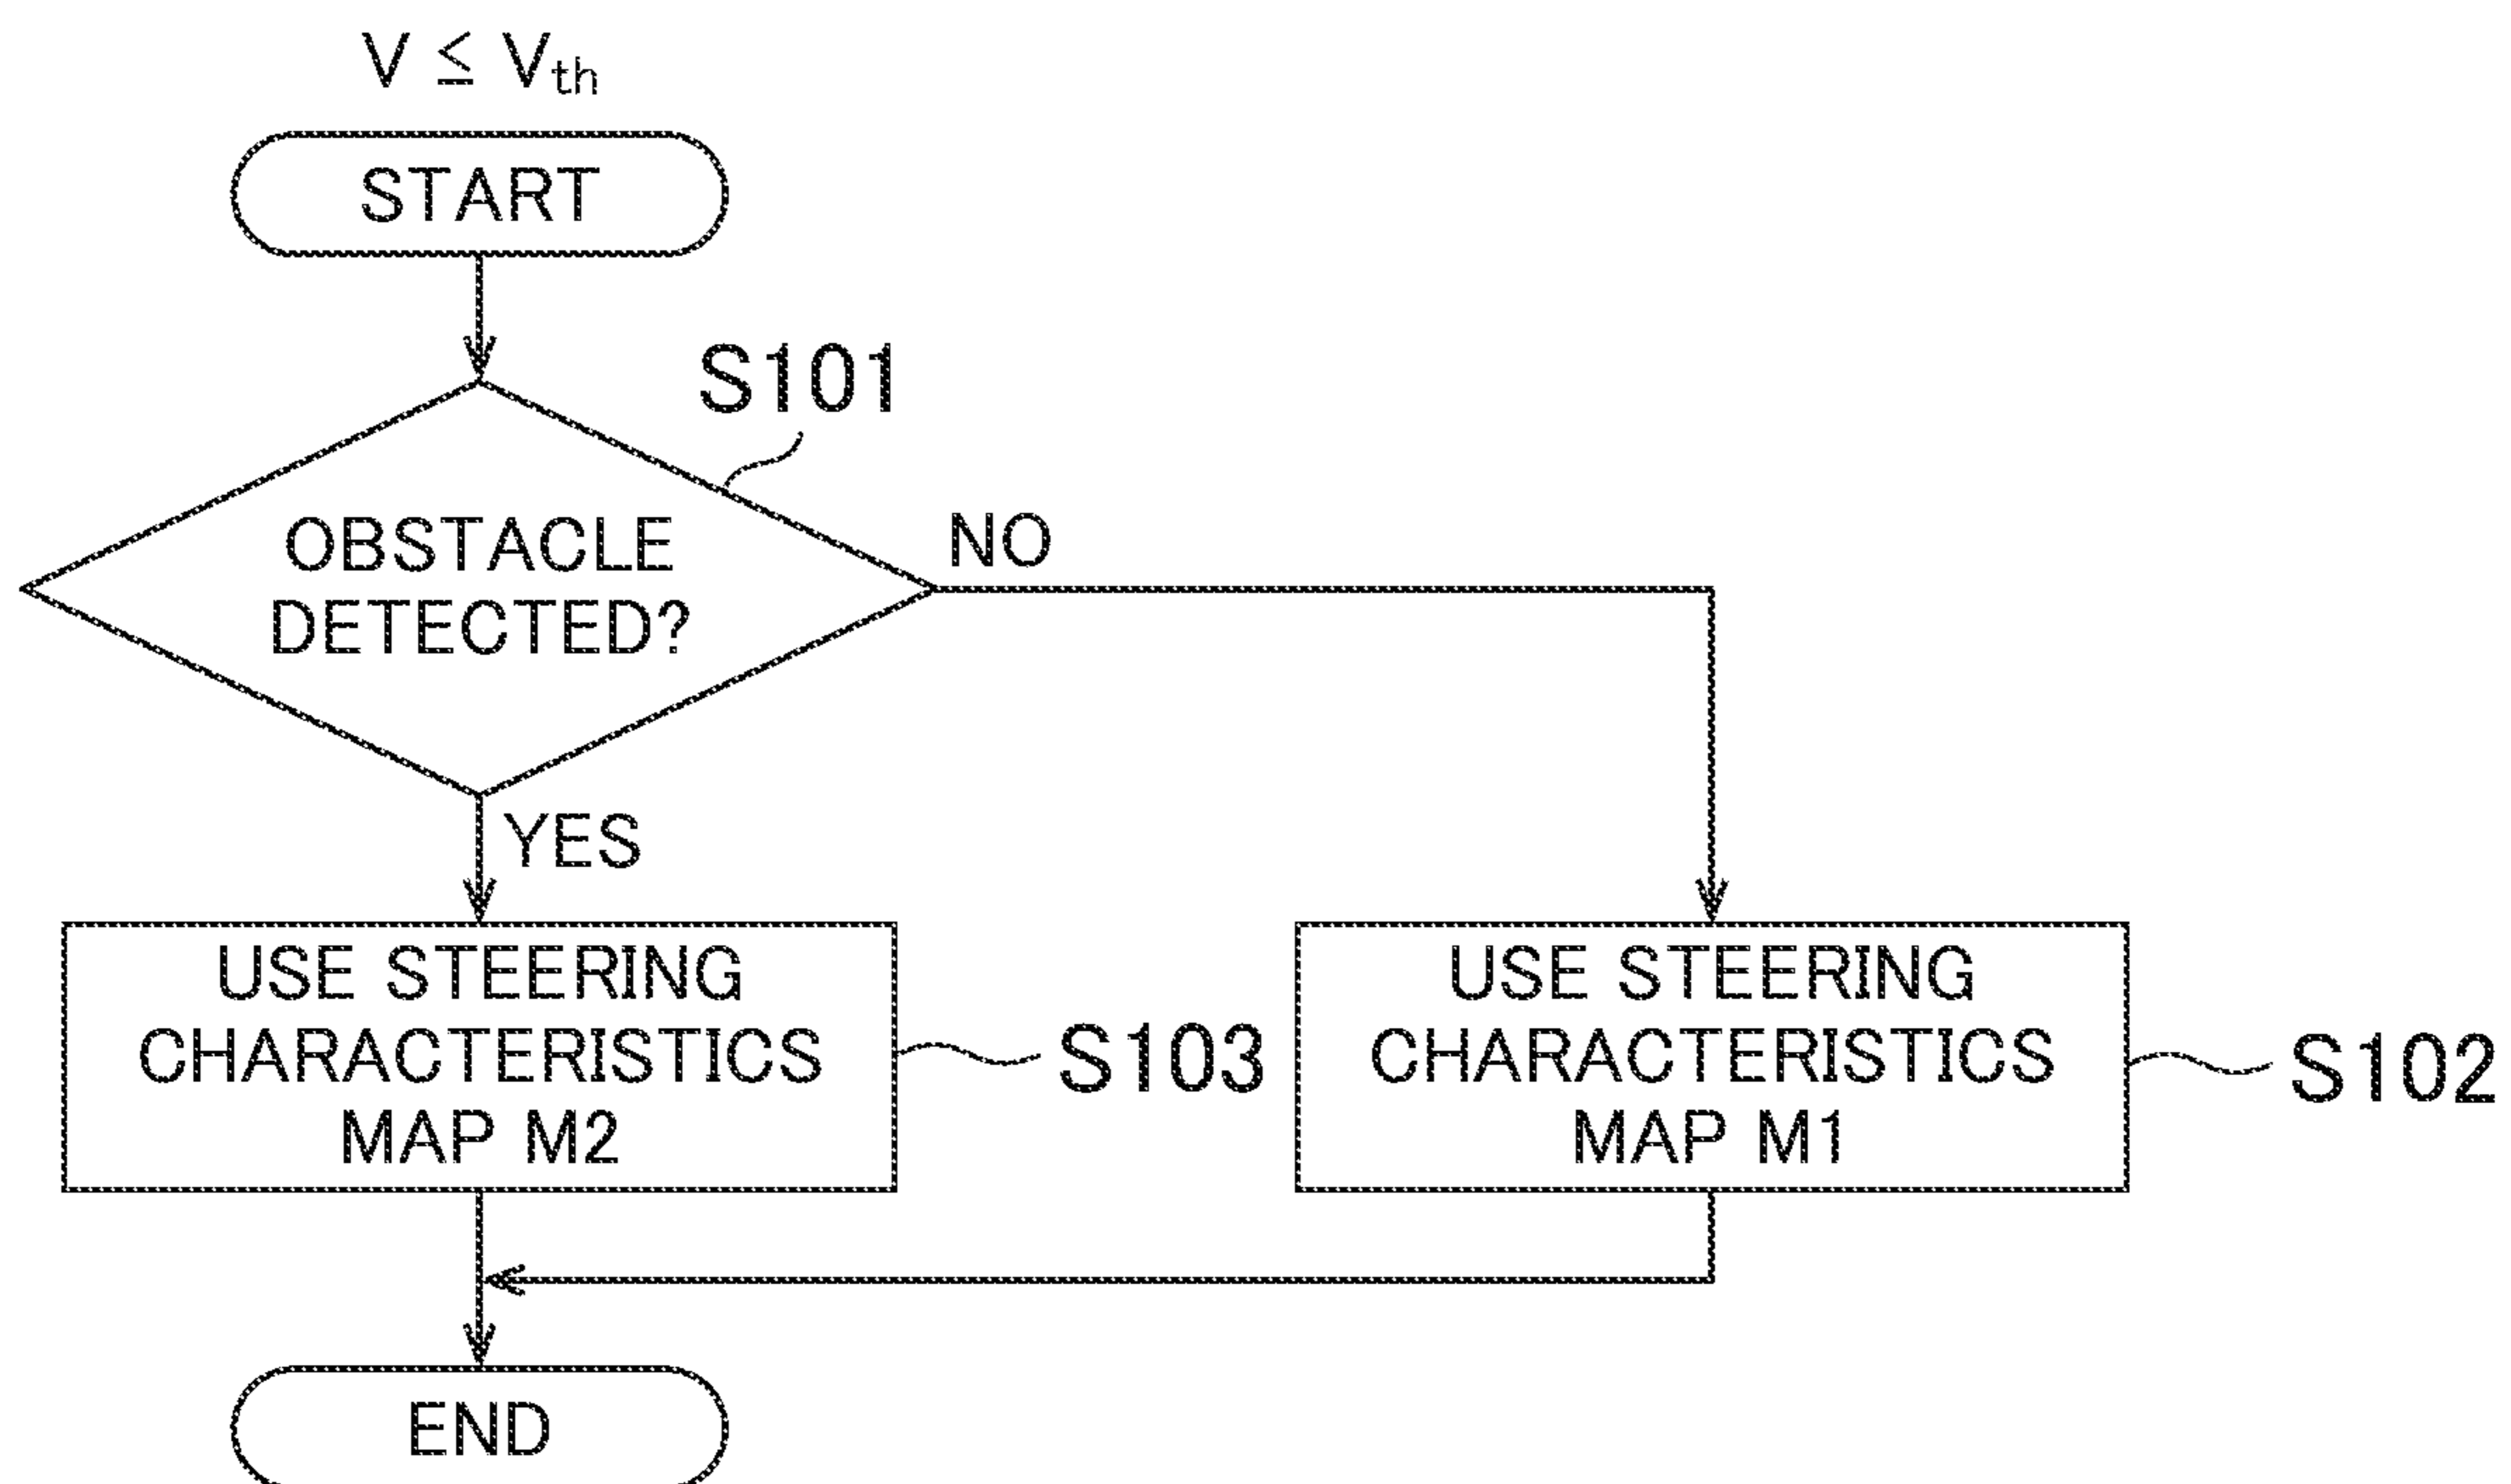 V ≤ Vth
START
S101
OBSTACLE
DETECTED?
NO
YES
USE STEERING
CHARACTERISTICS
MAP M2
S103
USE STEERING
CHARACTERISTICS
MAP M1
S102
END